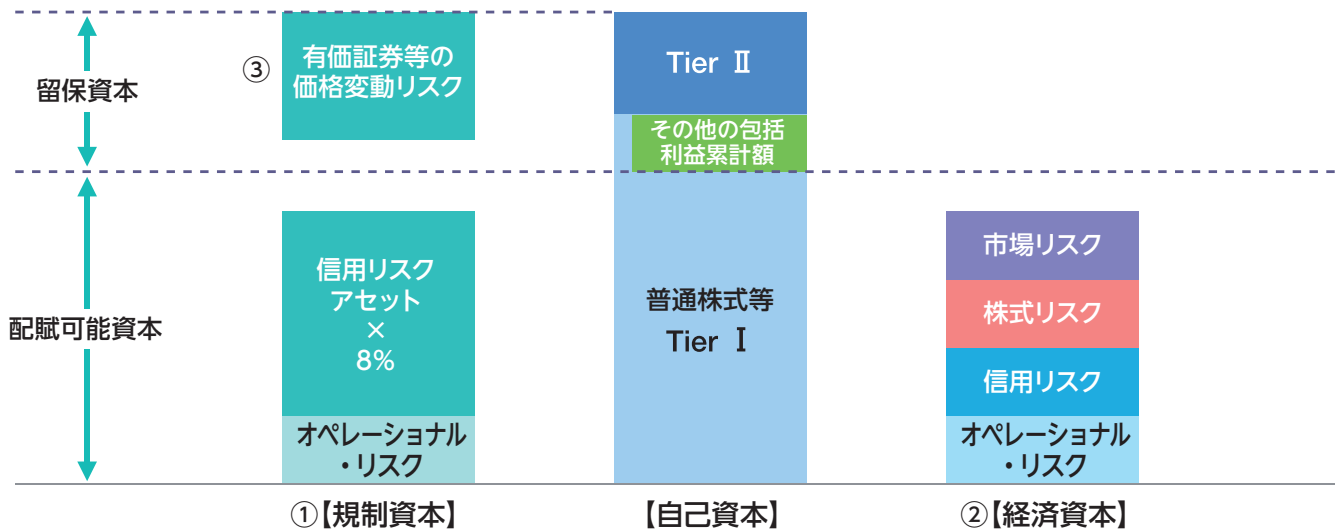 留保資本
配賦可能資本
③
有価証券等の
価格変動リスク
信用リスク
アセット
×
8%
オペレーショナル
・リスク
①【規制資本】
Tier Ⅱ
その他の包括
利益累計額
普通株式等
Tier Ⅰ
【自己資本】
市場リスク
株式リスク
信用リスク
オペレーショナル
・リスク
②【経済資本】